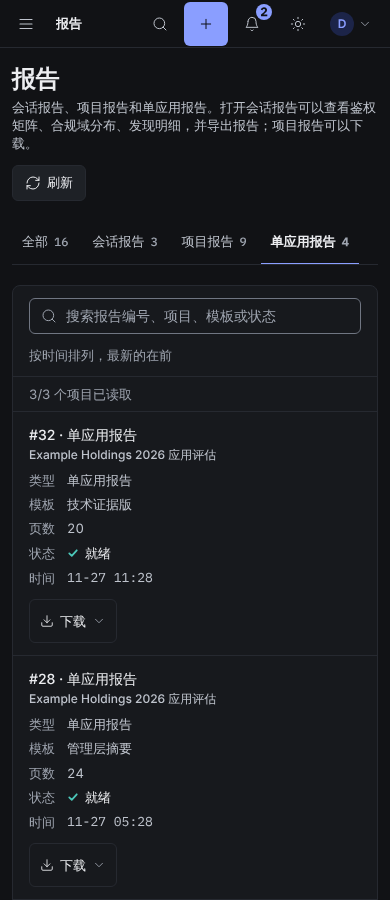 报告
2
D
报告
会话报告、项目报告和单应用报告。打开会话报告可以查看鉴权
矩阵、合规域分布、发现明细，并导出报告；项目报告可以下
载。
刷新
全部 16 会话报告 3 项目报告 9 单应用报告 4
搜索报告编号、项目、模板或状态
按时间排列，最新的在前
3/3 个项目已读取
#32 · 单应用报告
Example Holdings 2026 应用评估
类型 单应用报告
模板 技术证据版
页数 20
状态 就绪
时间 11-27 11:28
下载
#28 · 单应用报告
Example Holdings 2026 应用评估
类型 单应用报告
模板 管理层摘要
页数 24
状态 就绪
时间 11-27 05:28
下载